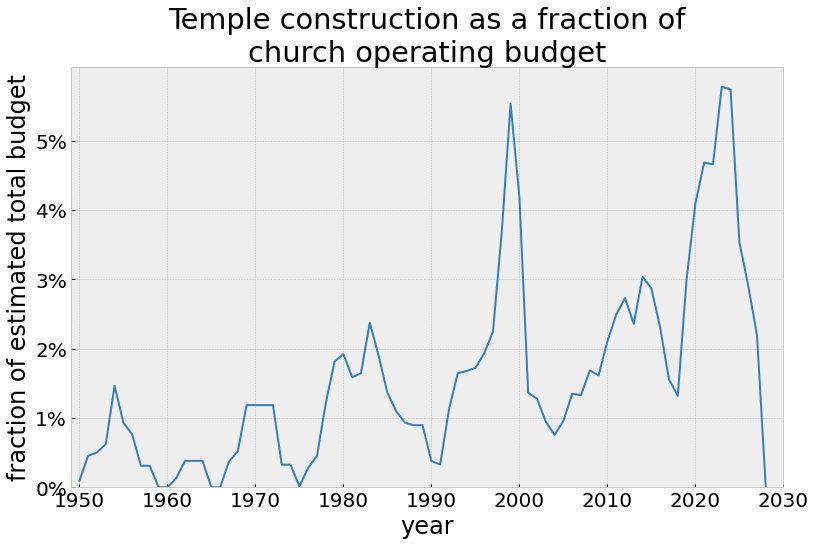 Temple construction as a fraction of
church operating budget
fraction of estimated total budget
5%
4%
3%
2%
1%
0%
1950 1960 1970 1980 1990 2000 2010 2020 2030
year